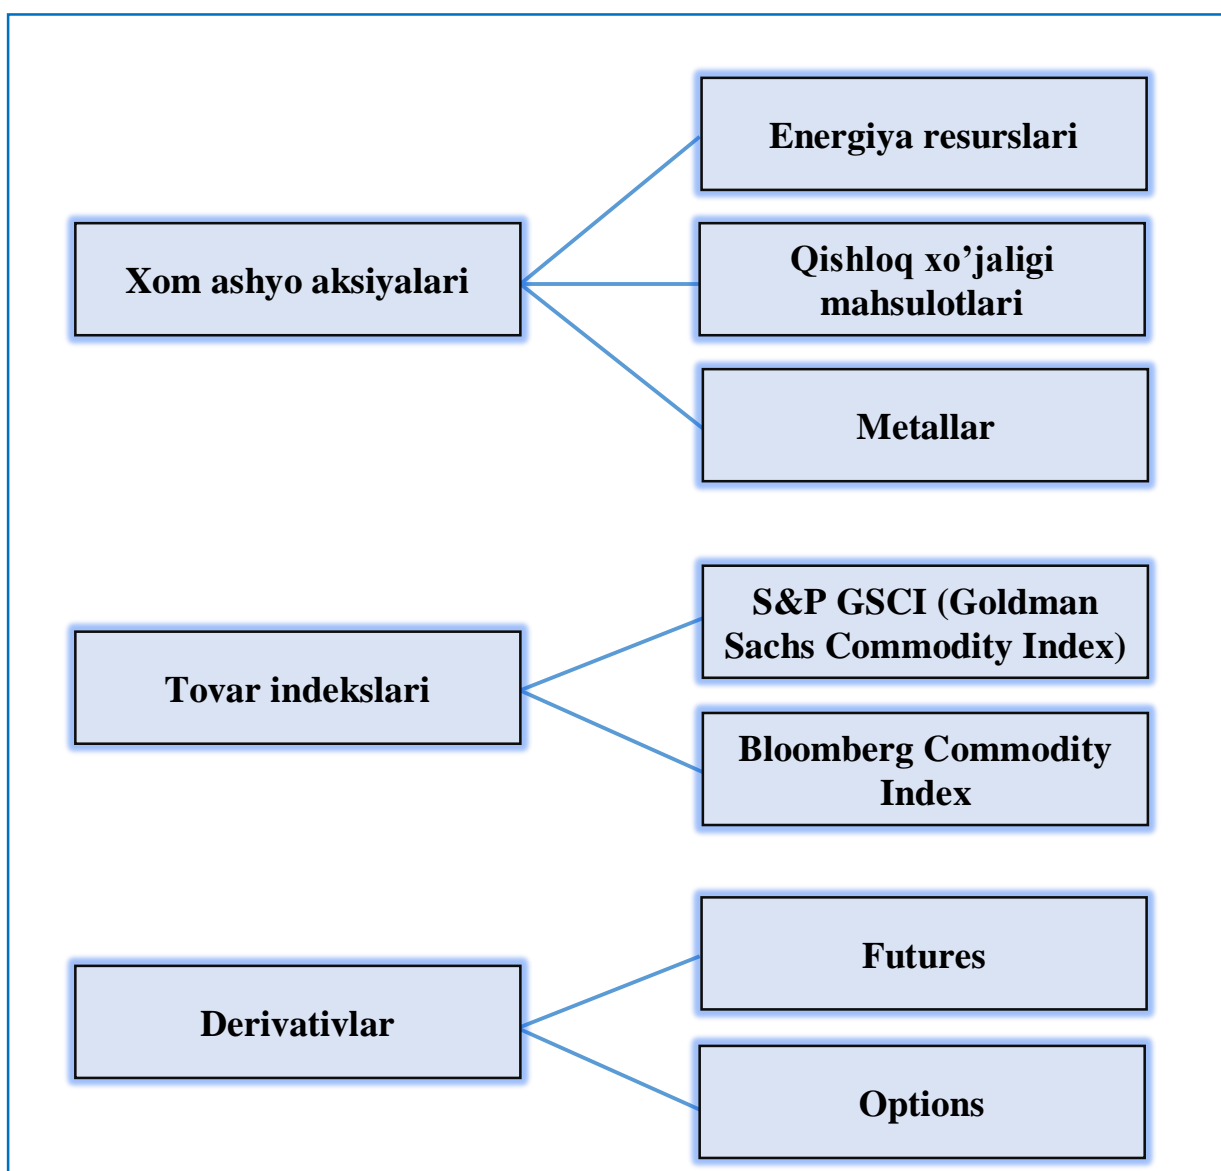 Xom ashyo aksiyalari
Energiya resurslari
Qishloq xo’jaligi
mahsulotlari
Metallar
Tovar indekslari
S&P GSCI (Goldman
Sachs Commodity Index)
Bloomberg Commodity
Index
Derivativlar
Futures
Options